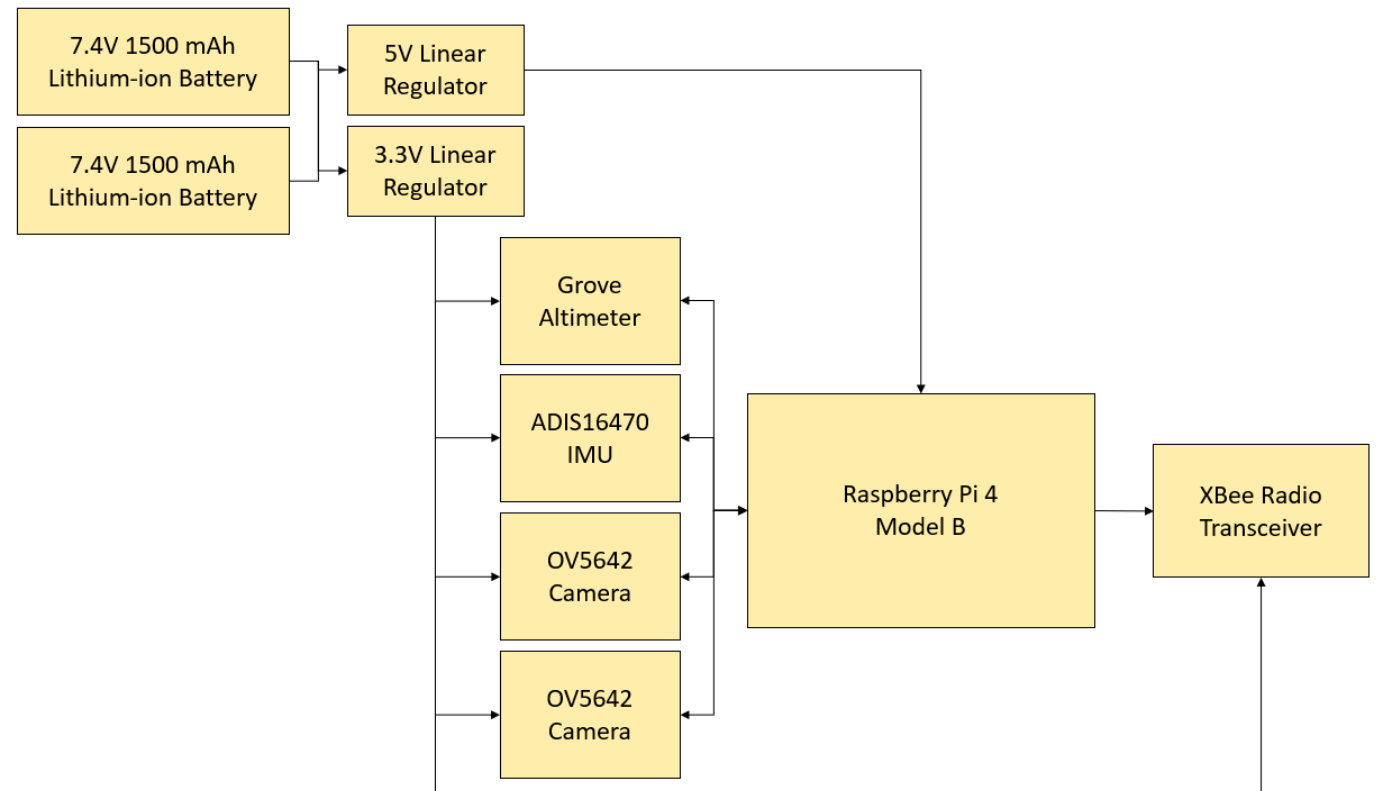 7.4V 1500 mAh
Lithium-ion Battery
5V Linear
Regulator
7.4V 1500 mAh
Lithium-ion Battery
3.3V Linear
Regulator
Grove
Altimeter
ADIS16470
IMU
Raspberry Pi 4
Model B
XBee Radio
Transceiver
OV5642
Camera
OV5642
Camera